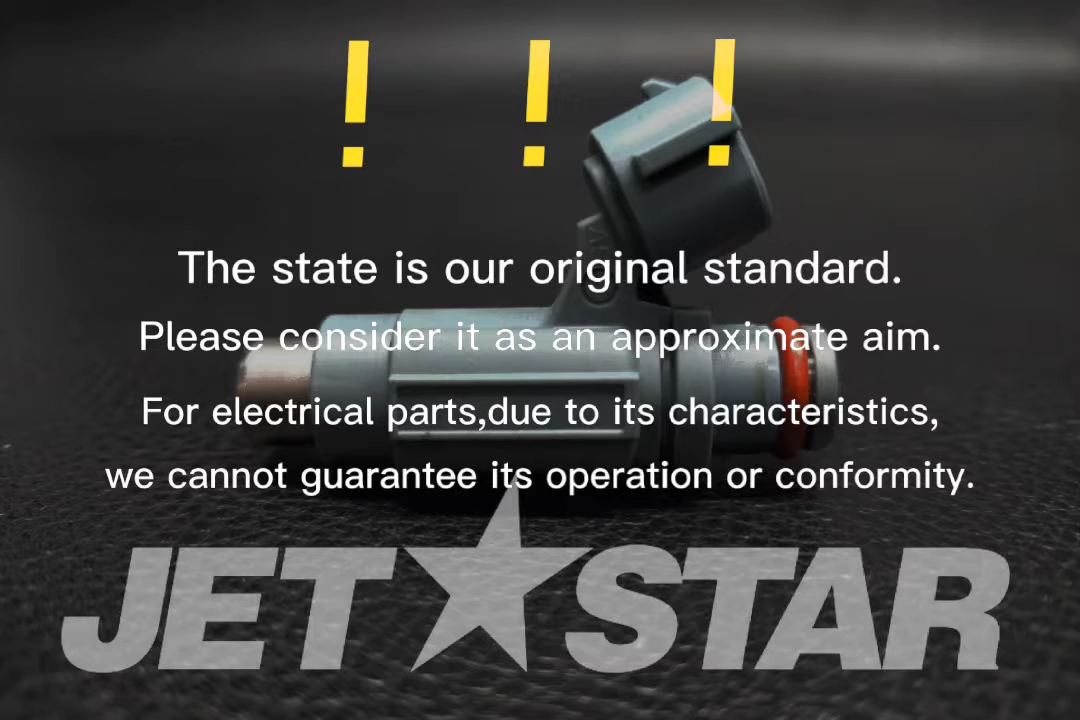 ! ! !
The state is our original standard.
Please consider it as an approximate aim.
For electrical parts,due to its characteristics,
we cannot guarantee its operation or conformity.
JET★STAR